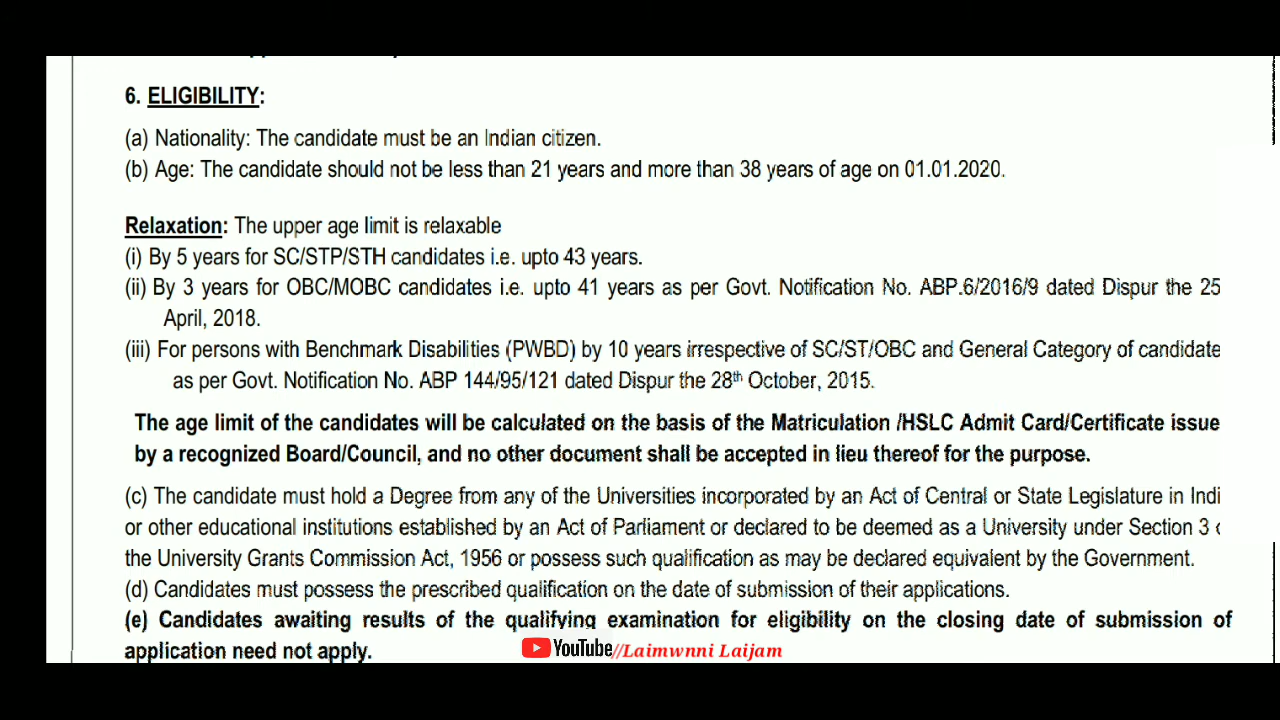 6. ELIGIBILITY:
(a) Nationality: The candidate must be an Indian citizen.
(b) Age: The candidate should not be less than 21 years and more than 38 years of age on 01.01.2020.
Relaxation: The upper age limit is relaxable
(i) By 5 years for SC/STP/STH candidates i.e. upto 43 years.
(ii) By 3 years for OBC/MOBC candidates i.e. upto 41 years as per Govt. Notification No. ABP.6/2016/9 dated Dispur the 25
April, 2018.
(iii) For persons with Benchmark Disabilities (PWBD) by 10 years irrespective of SC/ST/OBC and General Category of candidate
as per Govt. Notification No. ABP 144/95/121 dated Dispur the 28th October, 2015.
The age limit of the candidates will be calculated on the basis of the Matriculation /HSLC Admit Card/Certificate issue
by a recognized Board/Council, and no other document shall be accepted in lieu thereof for the purpose.
(c) The candidate must hold a Degree from any of the Universities incorporated by an Act of Central or State Legislature in Indi
or other educational institutions established by an Act of Parliament or declared to be deemed as a University under Section 3
the University Grants Commission Act, 1956 or possess such qualification as may be declared equivalent by the Government.
(d) Candidates must possess the prescribed qualification on the date of submission of their applications.
(e) Candidates awaiting results of the qualifying examination for eligibility on the closing date of submission of
application need not apply.
YouTube//Laimwnni Laijam